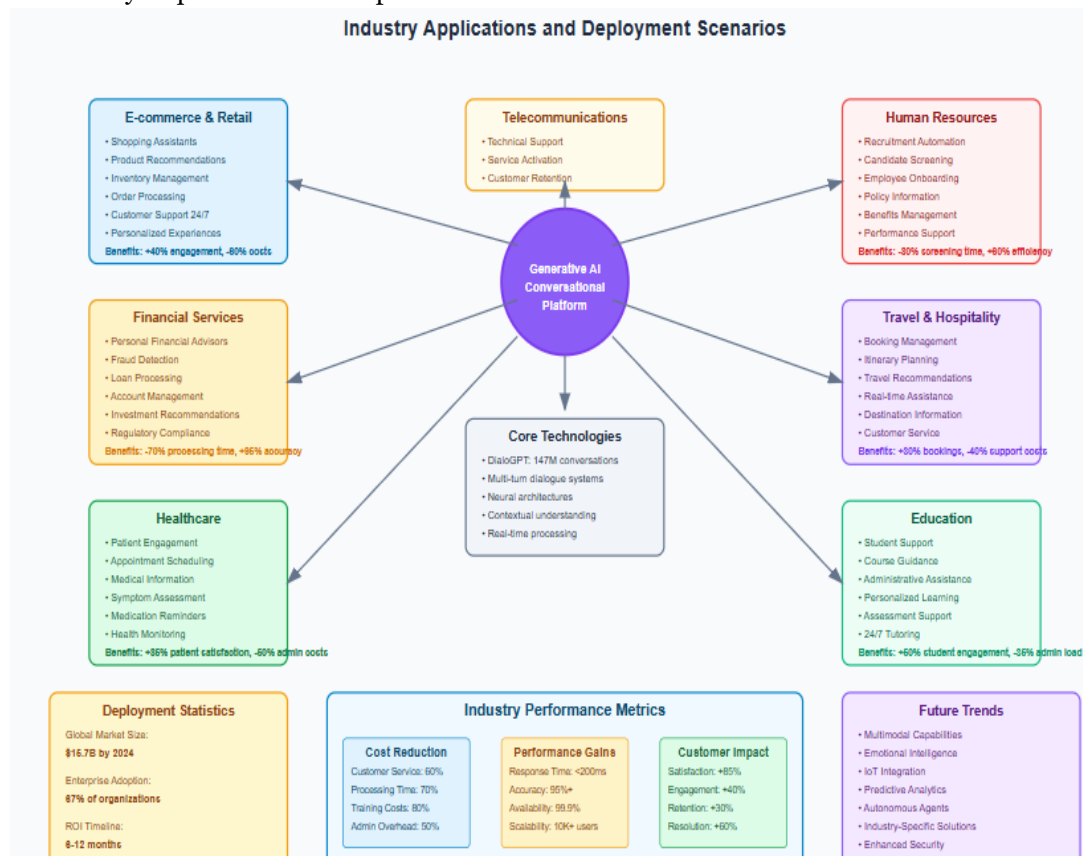 Industry Applications and Deployment Scenarios
E-commerce & Retail
• Shopping Assistants
• Product Recommendations
• Inventory Management
• Order Processing
• Customer Support 24/7
• Personalized Experiences
Benefits: +40% engagement, -60% costs
Telecommunications
• Technical Support
• Service Activation
• Customer Retention
Human Resources
• Recruitment Automation
• Candidate Screening
• Employee Onboarding
• Policy Information
• Benefits Management
• Performance Support
Benefits: -80% screening time, +60% efficiency
Generative AI
Conversational
Platform
Financial Services
• Personal Financial Advisors
• Fraud Detection
• Loan Processing
• Account Management
• Investment Recommendations
• Regulatory Compliance
Benefits: -70% processing time, +95% accuracy
Travel & Hospitality
• Booking Management
• Itinerary Planning
• Travel Recommendations
• Real-time Assistance
• Destination Information
• Customer Service
Benefits: bookings, -40% support costs
Core Technologies
• DialoGPT: 147M conversations
• Multi-turn dialogue systems
• Neural architectures
• Contextual understanding
• Real-time processing
Healthcare
• Patient Engagement
• Appointment Scheduling
• Medical Information
• Symptom Assessment
• Medication Reminders
• Health Monitoring
Benefits: patient satisfaction, admin costs
Education
• Student Support
• Course Guidance
• Administrative Assistance
• Personalized Learning
• Assessment Support
• 24/7 Tutoring
Benefits: student engagement, admin load
Deployment Statistics
Global Market Size:
$15.7B by 2024
Enterprise Adoption:
67% of organizations
ROI Timeline:
6-12 months
Industry Performance Metrics
Cost Reduction
Customer Service: 60%
Processing Time: 70%
Training Costs: 80%
Admin Overhead: 50%
Performance Gains
Response Time: <200ms
Accuracy: 95%+
Availability: 99.9%
Scalability: 10K+ users
Customer Impact
Satisfaction: +85%
Engagement: +40%
Retention: +30%
Resolution: +60%
Future Trends
• Multimodal Capabilities
• Emotional Intelligence
• IoT Integration
• Predictive Analytics
• Autonomous Agents
• Industry-Specific Solutions
• Enhanced Security